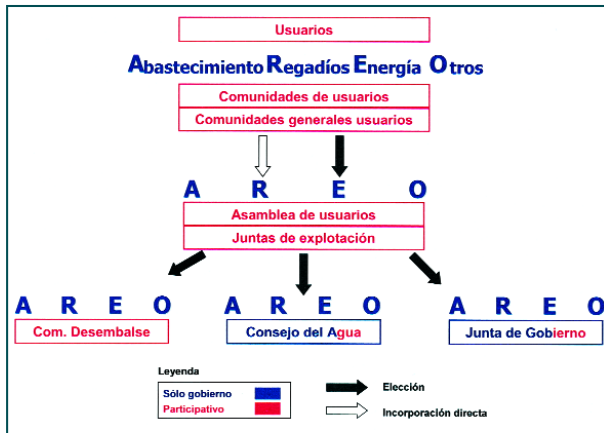 Usuarios
Abastecimiento Regadíos Energía Otros
Comunidades de usuarios
Comunidades generales usuarios
A R E O
Asamblea de usuarios
Juntas de explotación
A R E O A R E O A R E O
Com. Desembalse Consejo del Agua Junta de Gobierno
Leyenda
Sólo gobierno
Participativo
Elección
Incorporación directa